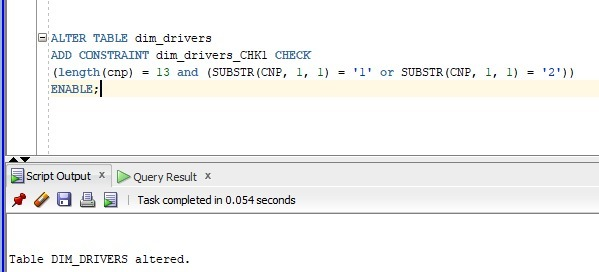 ALTER TABLE dim_drivers
ADD CONSTRAINT dim_drivers_CHK1 CHECK
(length(cnp) = 13 and (SUBSTR(CNP, 1, 1) = '1' or SUBSTR(CNP, 1, 1) = '2'))
ENABLE;
Script Output x Query Result x
Task completed in 0.054 seconds
Table DIM_DRIVERS altered.